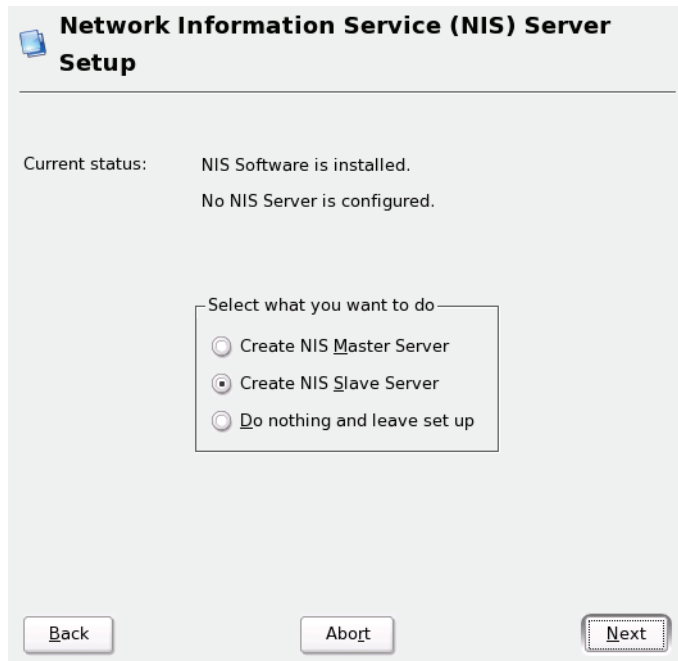 Network Information Service (NIS) Server
Setup
Current status: NIS Software is installed.
No NIS Server is configured.
Select what you want to do
Create NIS Master Server
Create NIS Slave Server
Do nothing and leave set up
Back Abort Next